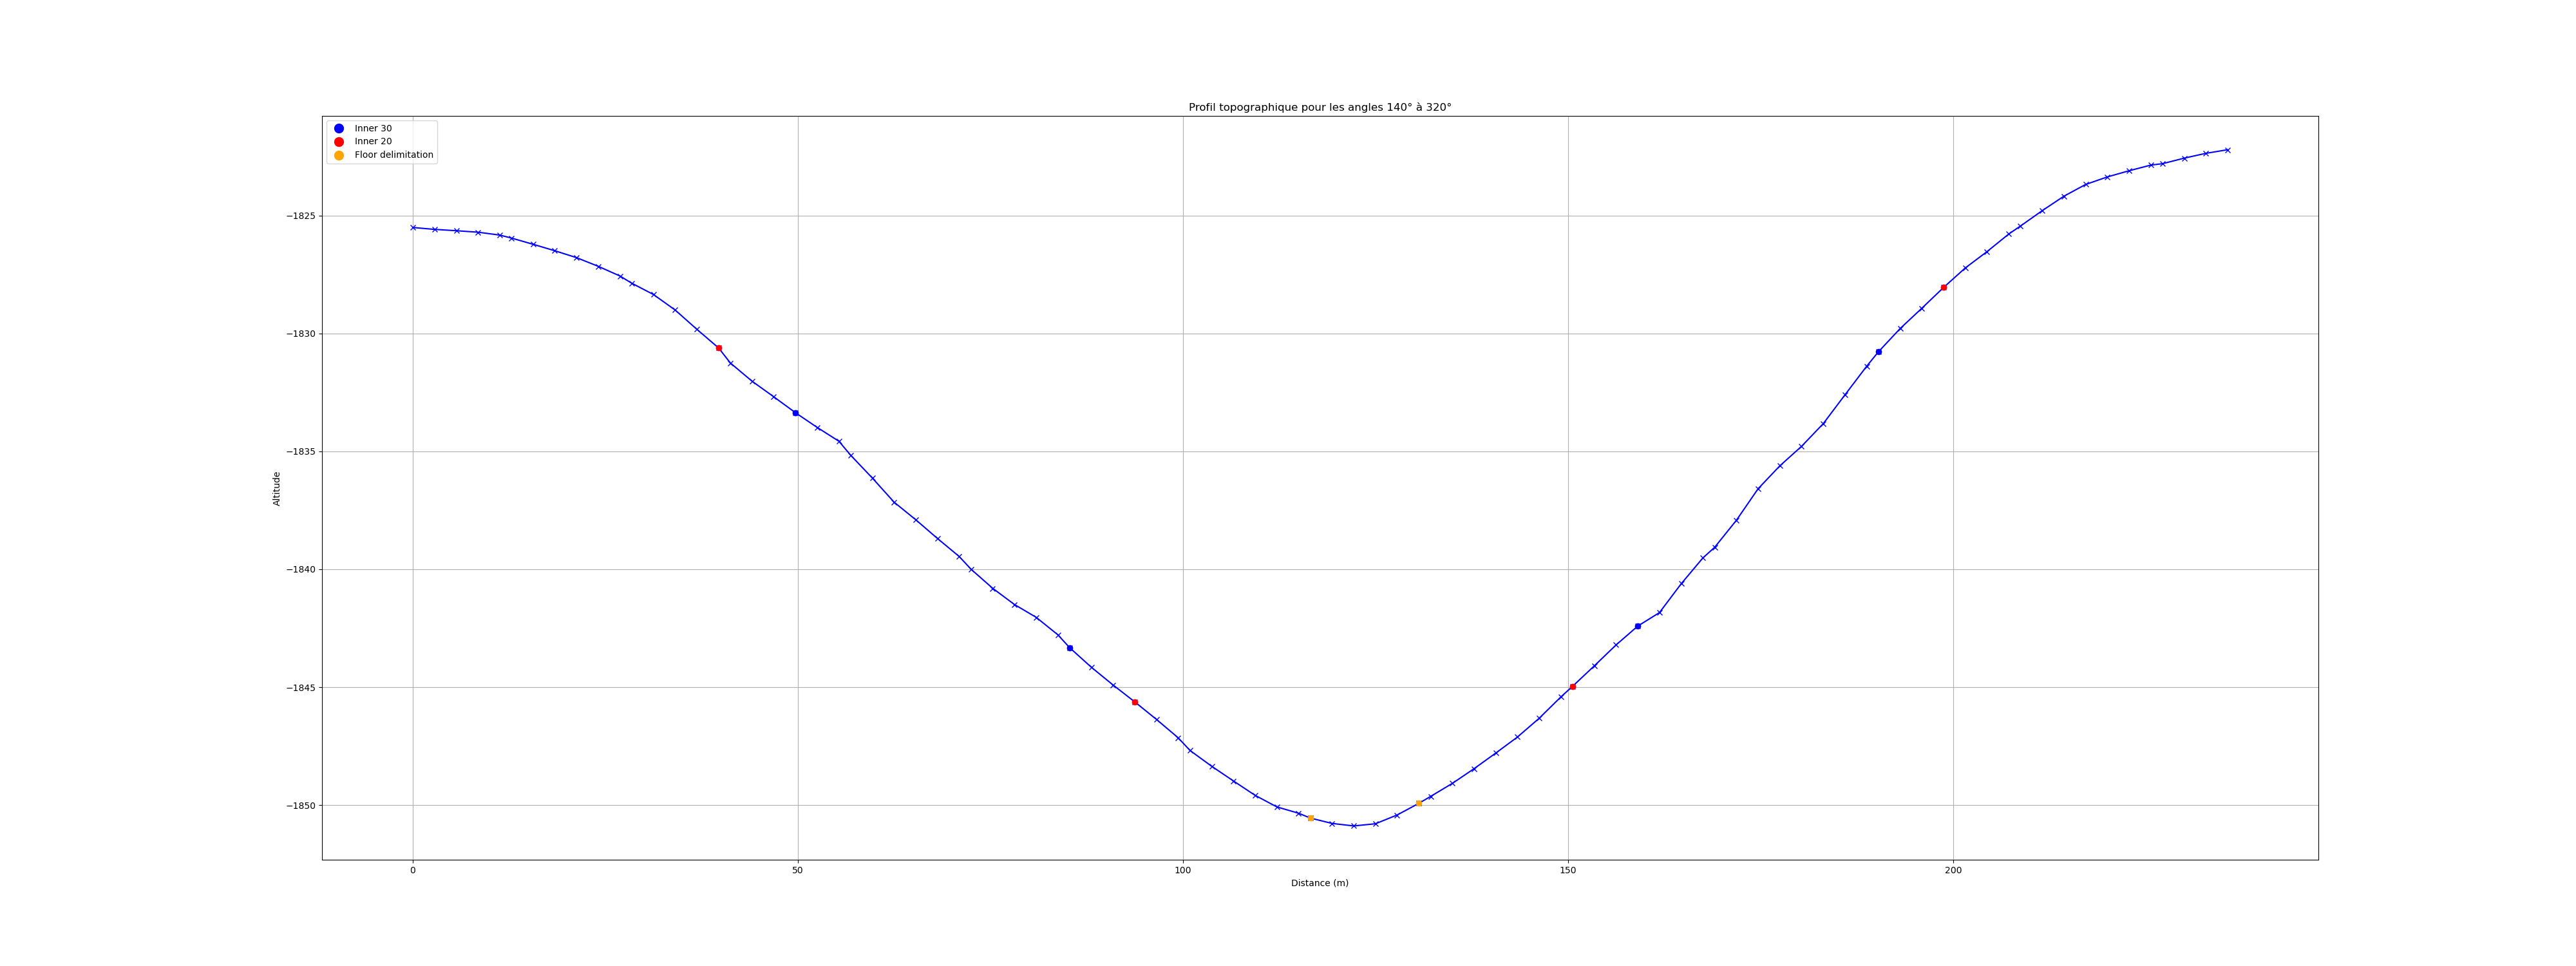 Profil topographique pour les angles 140° à 320°
Inner 30
Inner 20
Floor delimitation
−1825
−1830
−1835
−1840
−1845
−1850
Altitude
0 50 100 150 200
Distance (m)